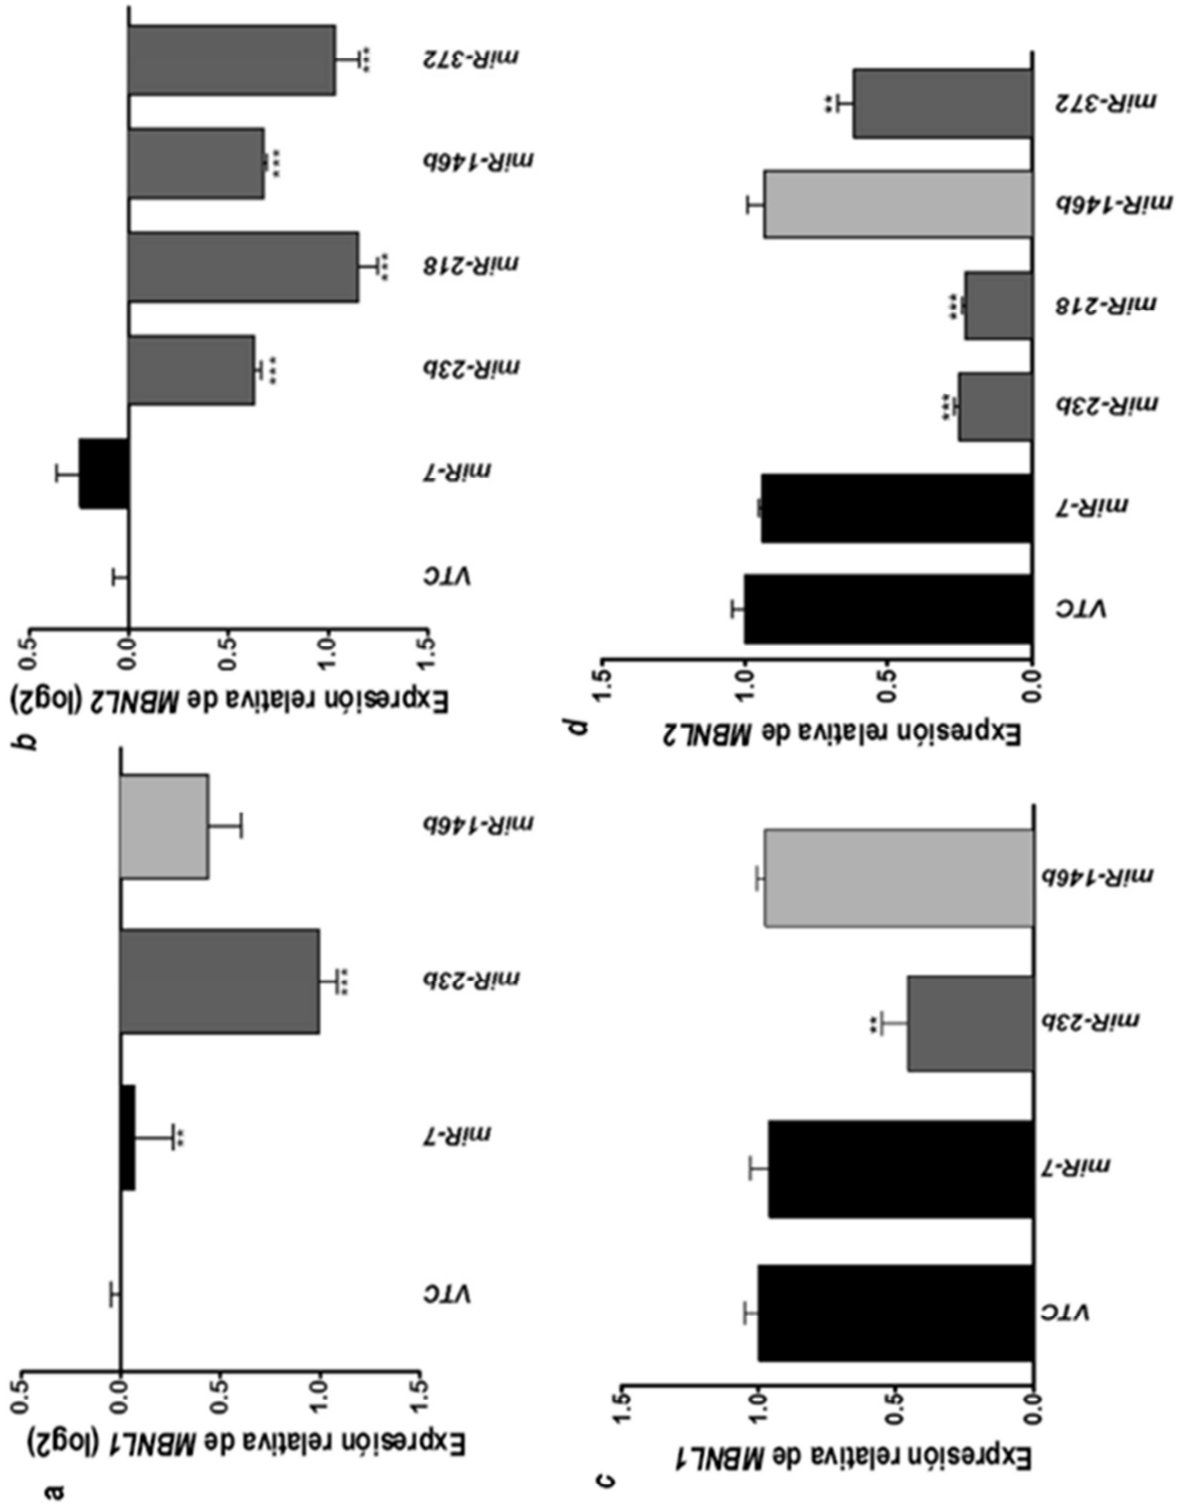 a
Expresión relativa de MBNL1 (log2)
0.5
0.0
0.5
1.0
1.5
**
***
VTC
miR-7
miR-23b
miR-146b
b
Expresión relativa de MBNL2 (log2)
0.5
0.0
0.5
1.0
1.5
***
***
***
***
VTC
miR-7
miR-23b
miR-218
miR-146b
miR-372
c
Expresión relativa de MBNL1
1.5
1.0
0.5
0.0
**
VTC
miR-7
miR-23b
miR-146b
d
Expresión relativa de MBNL2
1.5
1.0
0.5
0.0
***
***
**
VTC
miR-7
miR-23b
miR-218
miR-146b
miR-372